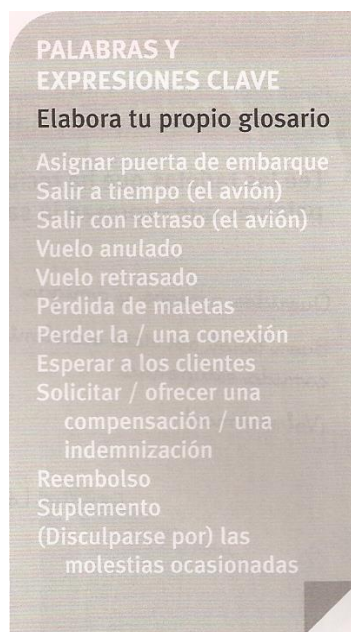 PALABRAS Y
EXPRESIONES CLAVE
Elabora tu propio glosario
Asignar puerta de embarque
Salir a tiempo (el avión)
Salir con retraso (el avión)
Vuelo anulado
Vuelo retrasado
Pérdida de maletas
Perder la / una conexión
Esperar a los clientes
Solicitar / ofrecer una
compensación / una
indemnización
Reembolso
Suplemento
(Disculparse por) las
molestias ocasionadas